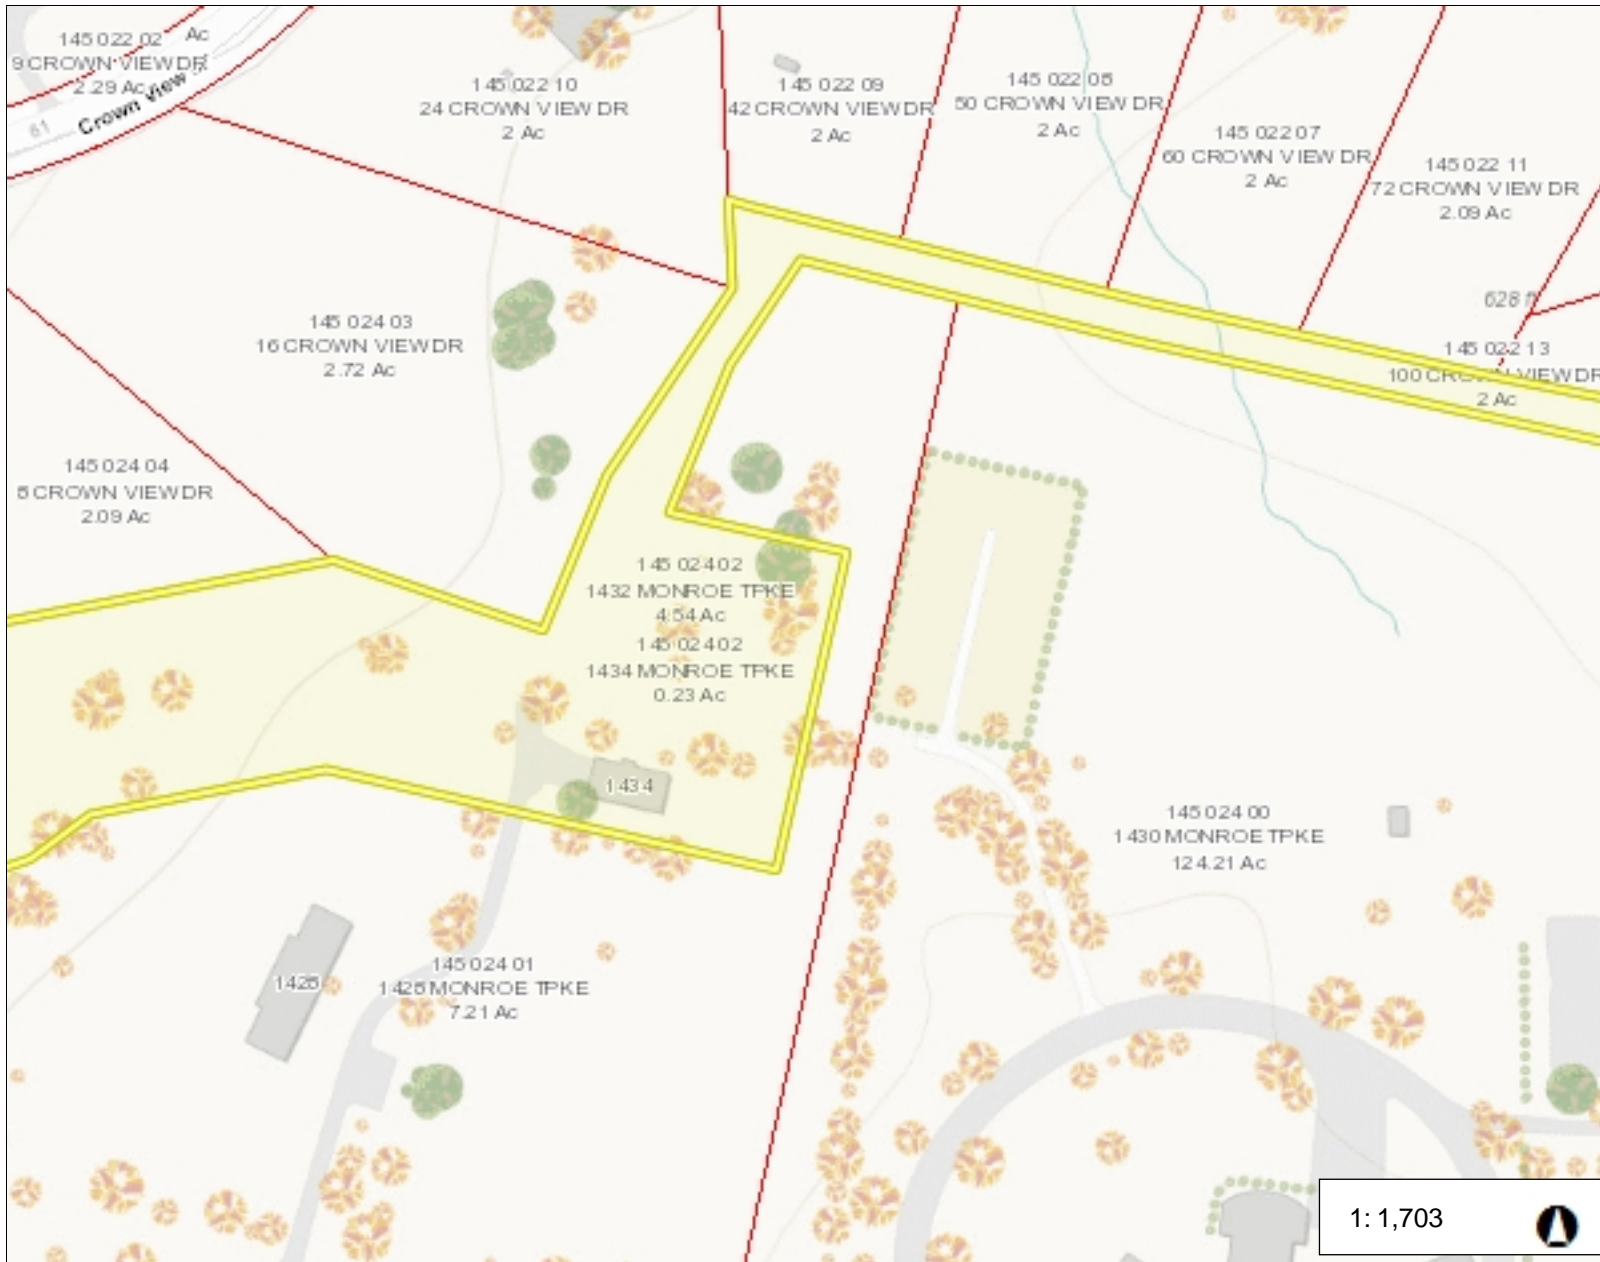 145 022 02
Ac
9 CROWN VIEW DR
2.29 Ac
Crown View
61
145 022 10
24 CROWN VIEW DR
2 Ac
145 022 09
42 CROWN VIEW DR
2 Ac
145 022 08
50 CROWN VIEW DR
2 Ac
145 022 07
60 CROWN VIEW DR
2 Ac
145 022 11
72 CROWN VIEW DR
2.09 Ac
628 ft
145 022 13
100 CROWN VIEW DR
2 Ac
145 024 03
16 CROWN VIEW DR
2.72 Ac
145 024 04
8 CROWN VIEW DR
2.09 Ac
145 024 02
1432 MONROE TPKE
4.54 Ac
145 024 02
1434 MONROE TPKE
0.23 Ac
1434
145 024 00
1430 MONROE TPKE
124.21 Ac
1428
145 024 01
1428 MONROE TPKE
7.21 Ac
1: 1,703